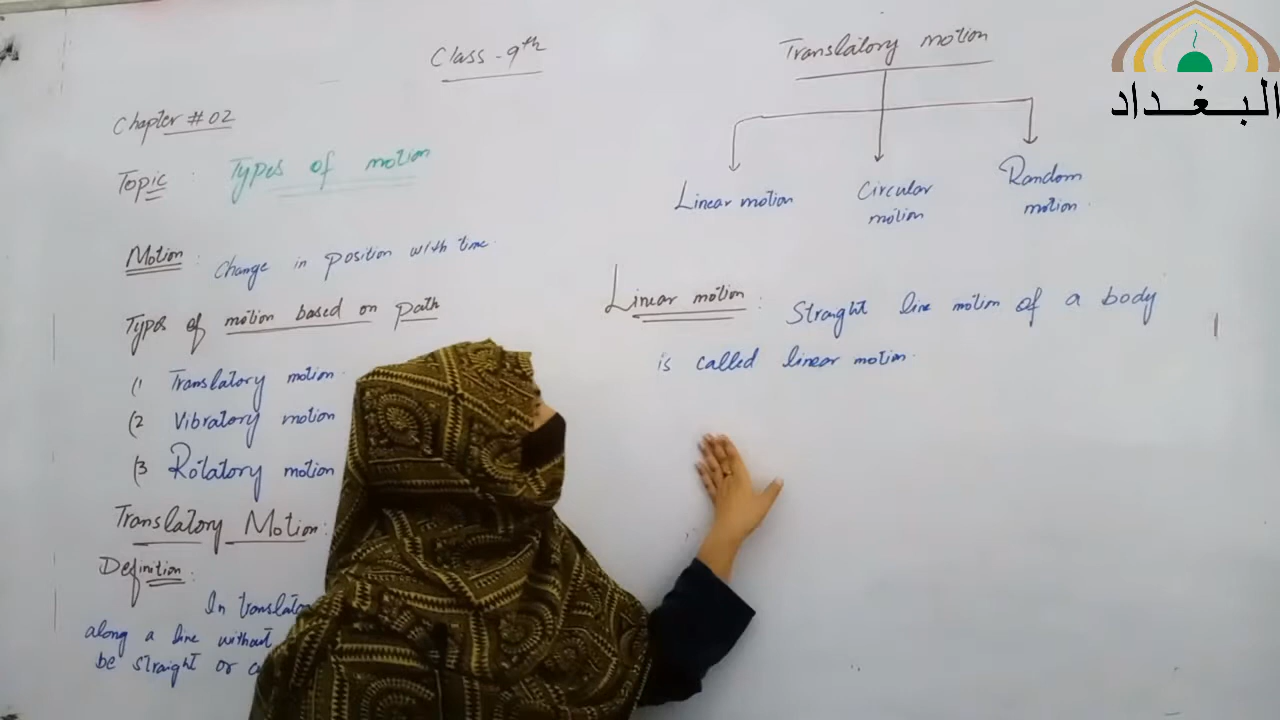 Class - 9th
Chapter # 02
Topic : Types of motion
Motion : Change in position with time.
Types of motion based on path
(1 Translatory motion.
(2 Vibratory motion
(3 Rotatory motion
Translatory Motion:
Definition:
In
along a line without
be straight or
Translatory motion
Linear motion
Circular motion
Random motion.
Linear motion : Straght line motion of a body
is called linear motion.
البغداد